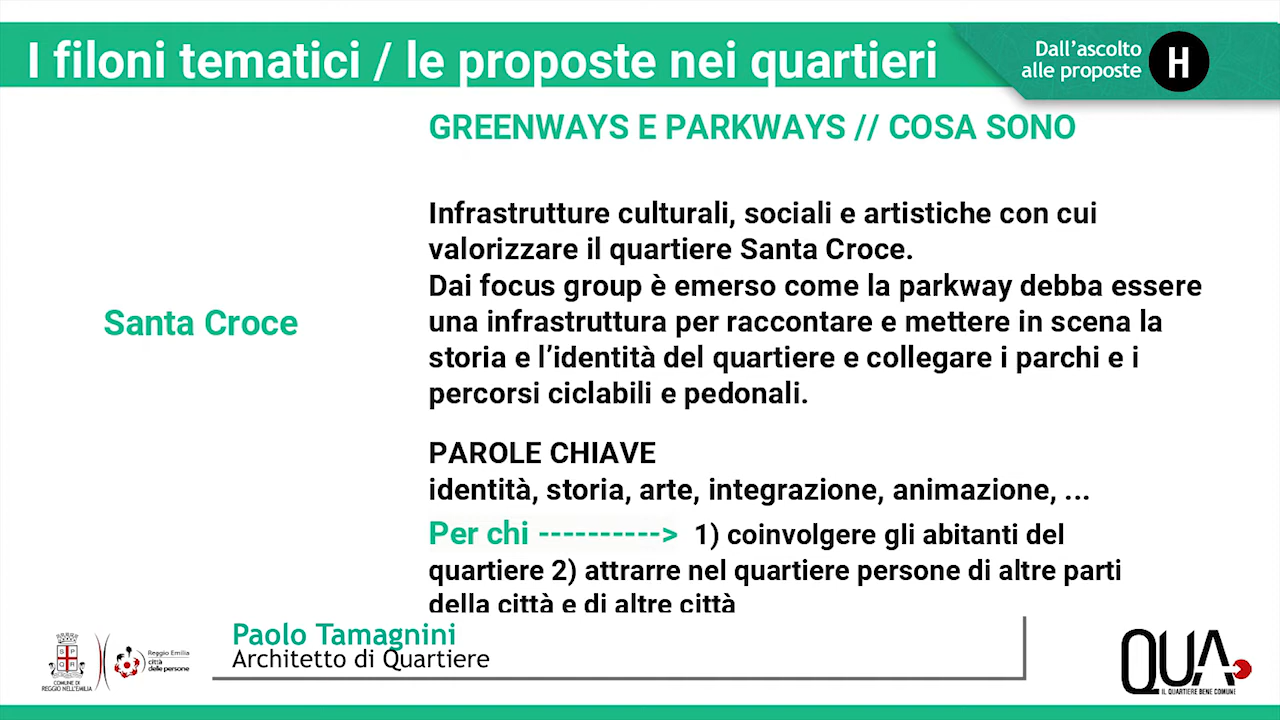 I filoni tematici / le proposte nei quartieri
Dall'ascolto
alle proposte
H
GREENWAYS E PARKWAYS // COSA SONO
Infrastrutture culturali, sociali e artistiche con cui
valorizzare il quartiere Santa Croce.
Dai focus group è emerso come la parkway debba essere
una infrastruttura per raccontare e mettere in scena la
storia e l'identità del quartiere e collegare i parchi e i
percorsi ciclabili e pedonali.
Santa Croce
PAROLE CHIAVE
identità, storia, arte, integrazione, animazione, ...
Per chi ----------> 1) coinvolgere gli abitanti del
quartiere 2) attrarre nel quartiere persone di altre parti
della città e di altre città
Paolo Tamagnini
Architetto di Quartiere
S P
Q R
COMUNE DI
REGGIO NELL'EMILIA
Reggio Emilia
città
delle persone
QUA
IL QUARTIERE BENE COMUNE